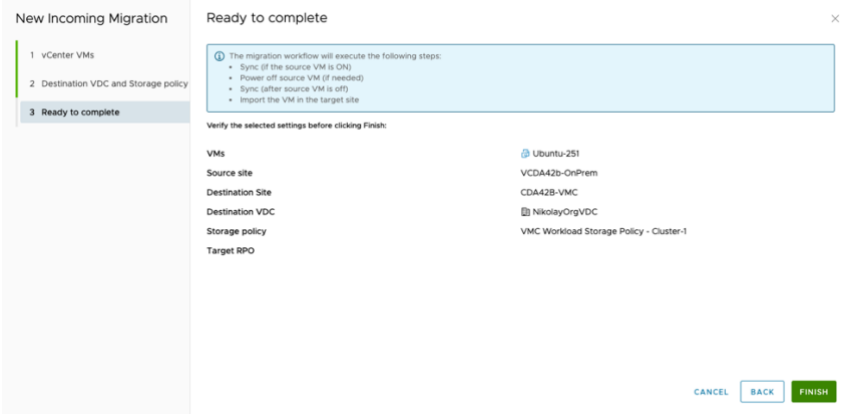 New Incoming Migration
1 vCenter VMs
2 Destination VDC and Storage policy
3 Ready to complete
Ready to complete
The migration workflow will execute the following steps:
• Sync (if the source VM is ON)
• Power off source VM (if needed)
• Sync (after source VM is off)
• Import the VM in the target site
Verify the selected settings before clicking Finish:
VMs Ubuntu-251
Source site VCDA42b-OnPrem
Destination Site CDA42B-VMC
Destination VDC NikolayOrgVDC
Storage policy VMC Workload Storage Policy - Cluster-1
Target RPO
CANCEL BACK FINISH